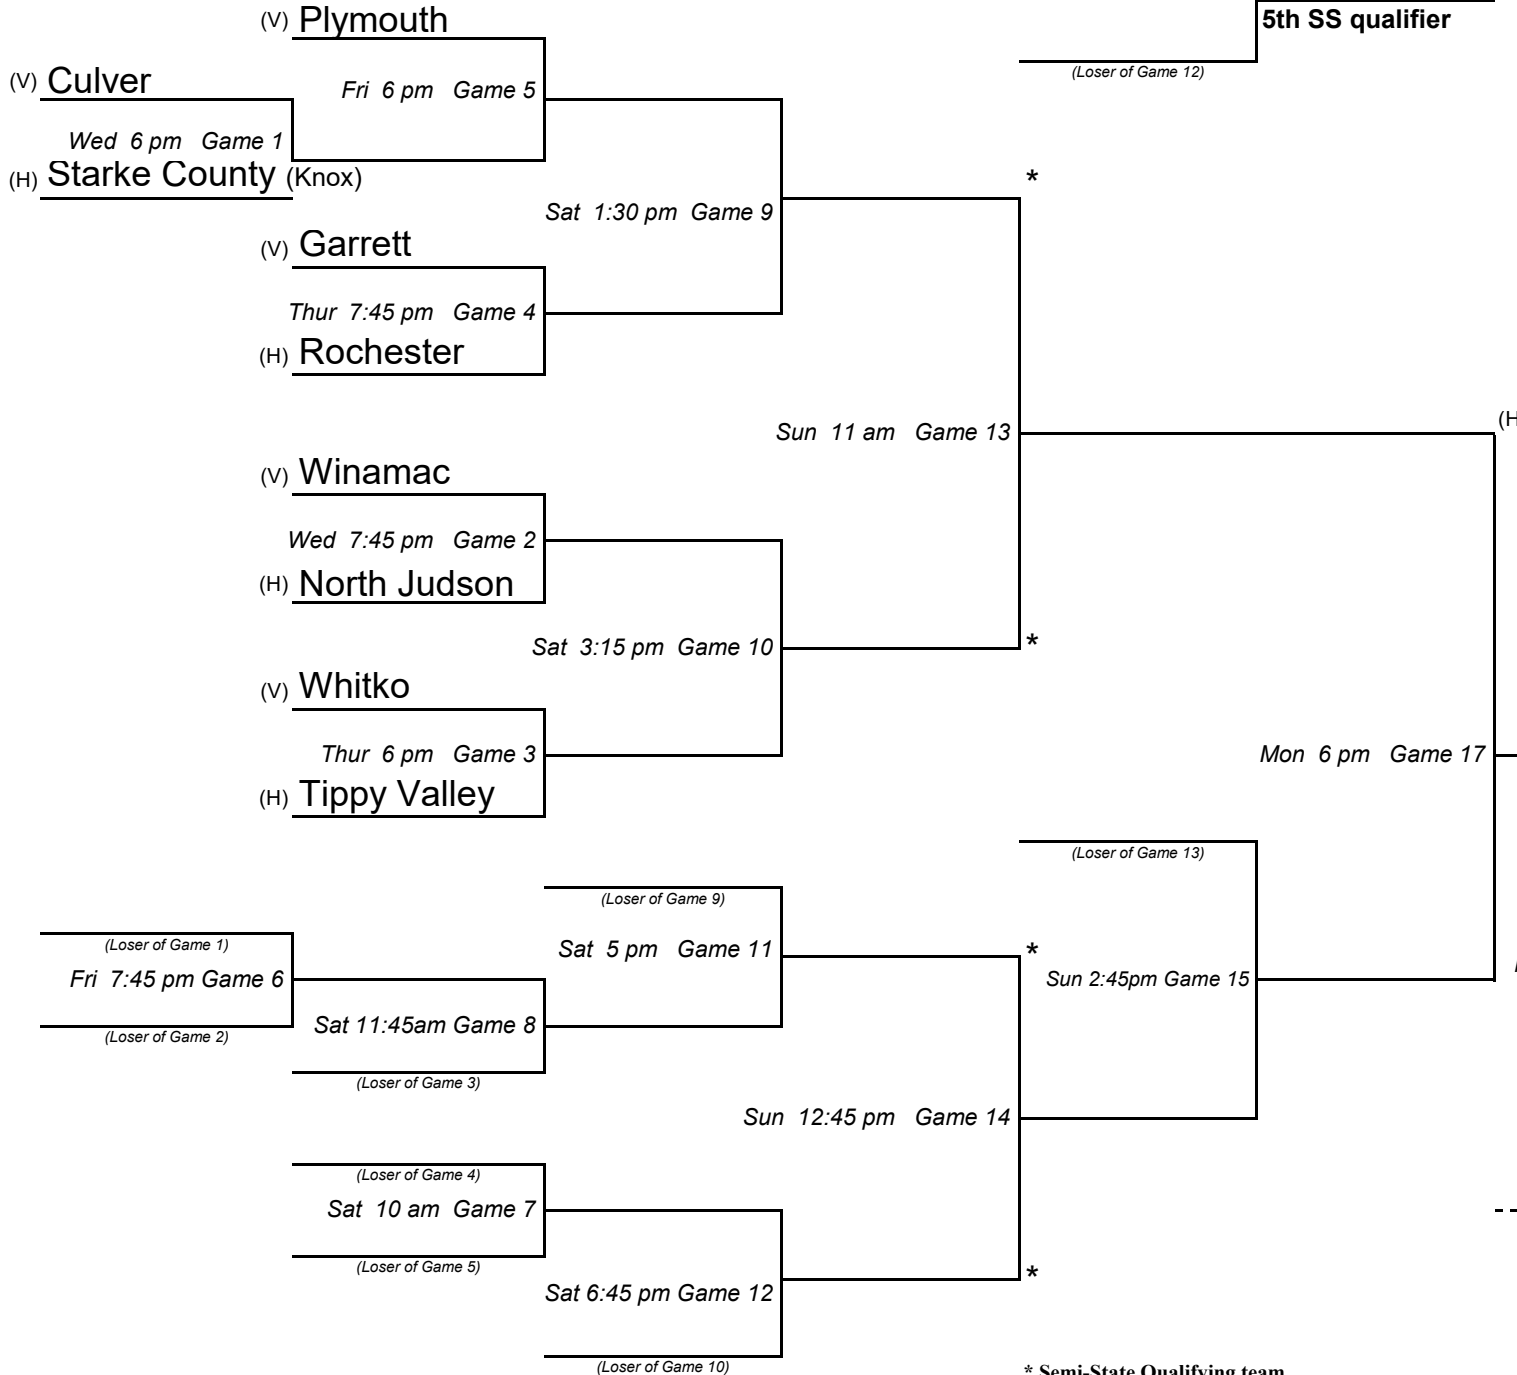 (V) Plymouth
5th SS qualifier
(Loser of Game 12)
(V) Culver
Fri 6 pm Game 5
Wed 6 pm Game 1
(H) Starke County (Knox)
*
Sat 1:30 pm Game 9
(V) Garrett
Thur 7:45 pm Game 4
(H) Rochester
(H
Sun 11 am Game 13
(V) Winamac
Wed 7:45 pm Game 2
(H) North Judson
*
Sat 3:15 pm Game 10
(V) Whitko
Thur 6 pm Game 3
Mon 6 pm Game 17
(H) Tippy Valley
(Loser of Game 13)
(Loser of Game 9)
(Loser of Game 1)
Sat 5 pm Game 11
*
Fri 7:45 pm Game 6
Sun 2:45pm Game 15
(Loser of Game 2)
Sat 11:45am Game 8
(Loser of Game 3)
Sun 12:45 pm Game 14
(Loser of Game 4)
Sat 10 am Game 7
(Loser of Game 5)
*
Sat 6:45 pm Game 12
(Loser of Game 10)
* Semi-State Qualifying team